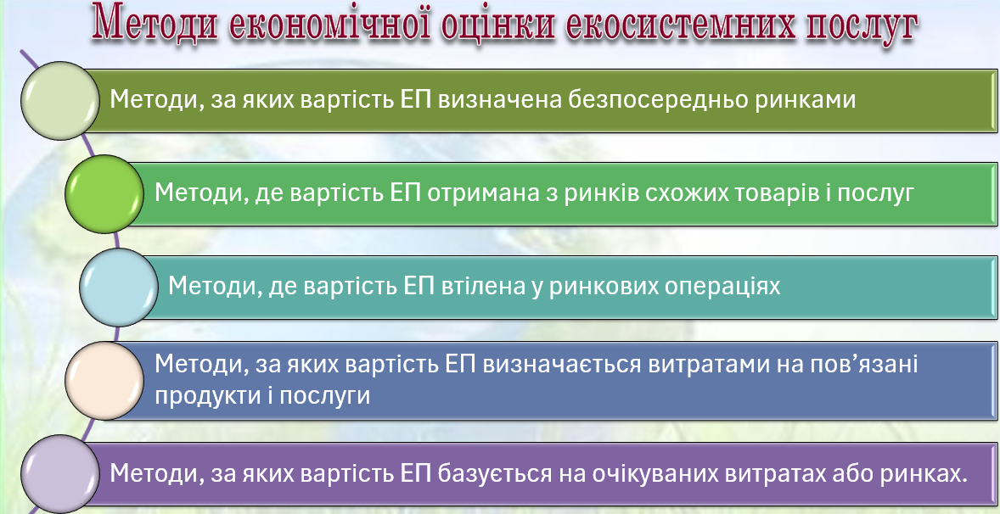 Методи економічної оцінки екосистемних послуг
Методи, за яких вартість ЕП визначена безпосередньо ринками
Методи, де вартість ЕП отримана з ринків схожих товарів і послуг
Методи, де вартість ЕП втілена у ринкових операціях
Методи, за яких вартість ЕП визначається витратами на пов’язані
продукти і послуги
Методи, за яких вартість ЕП базується на очікуваних витратах або ринках.